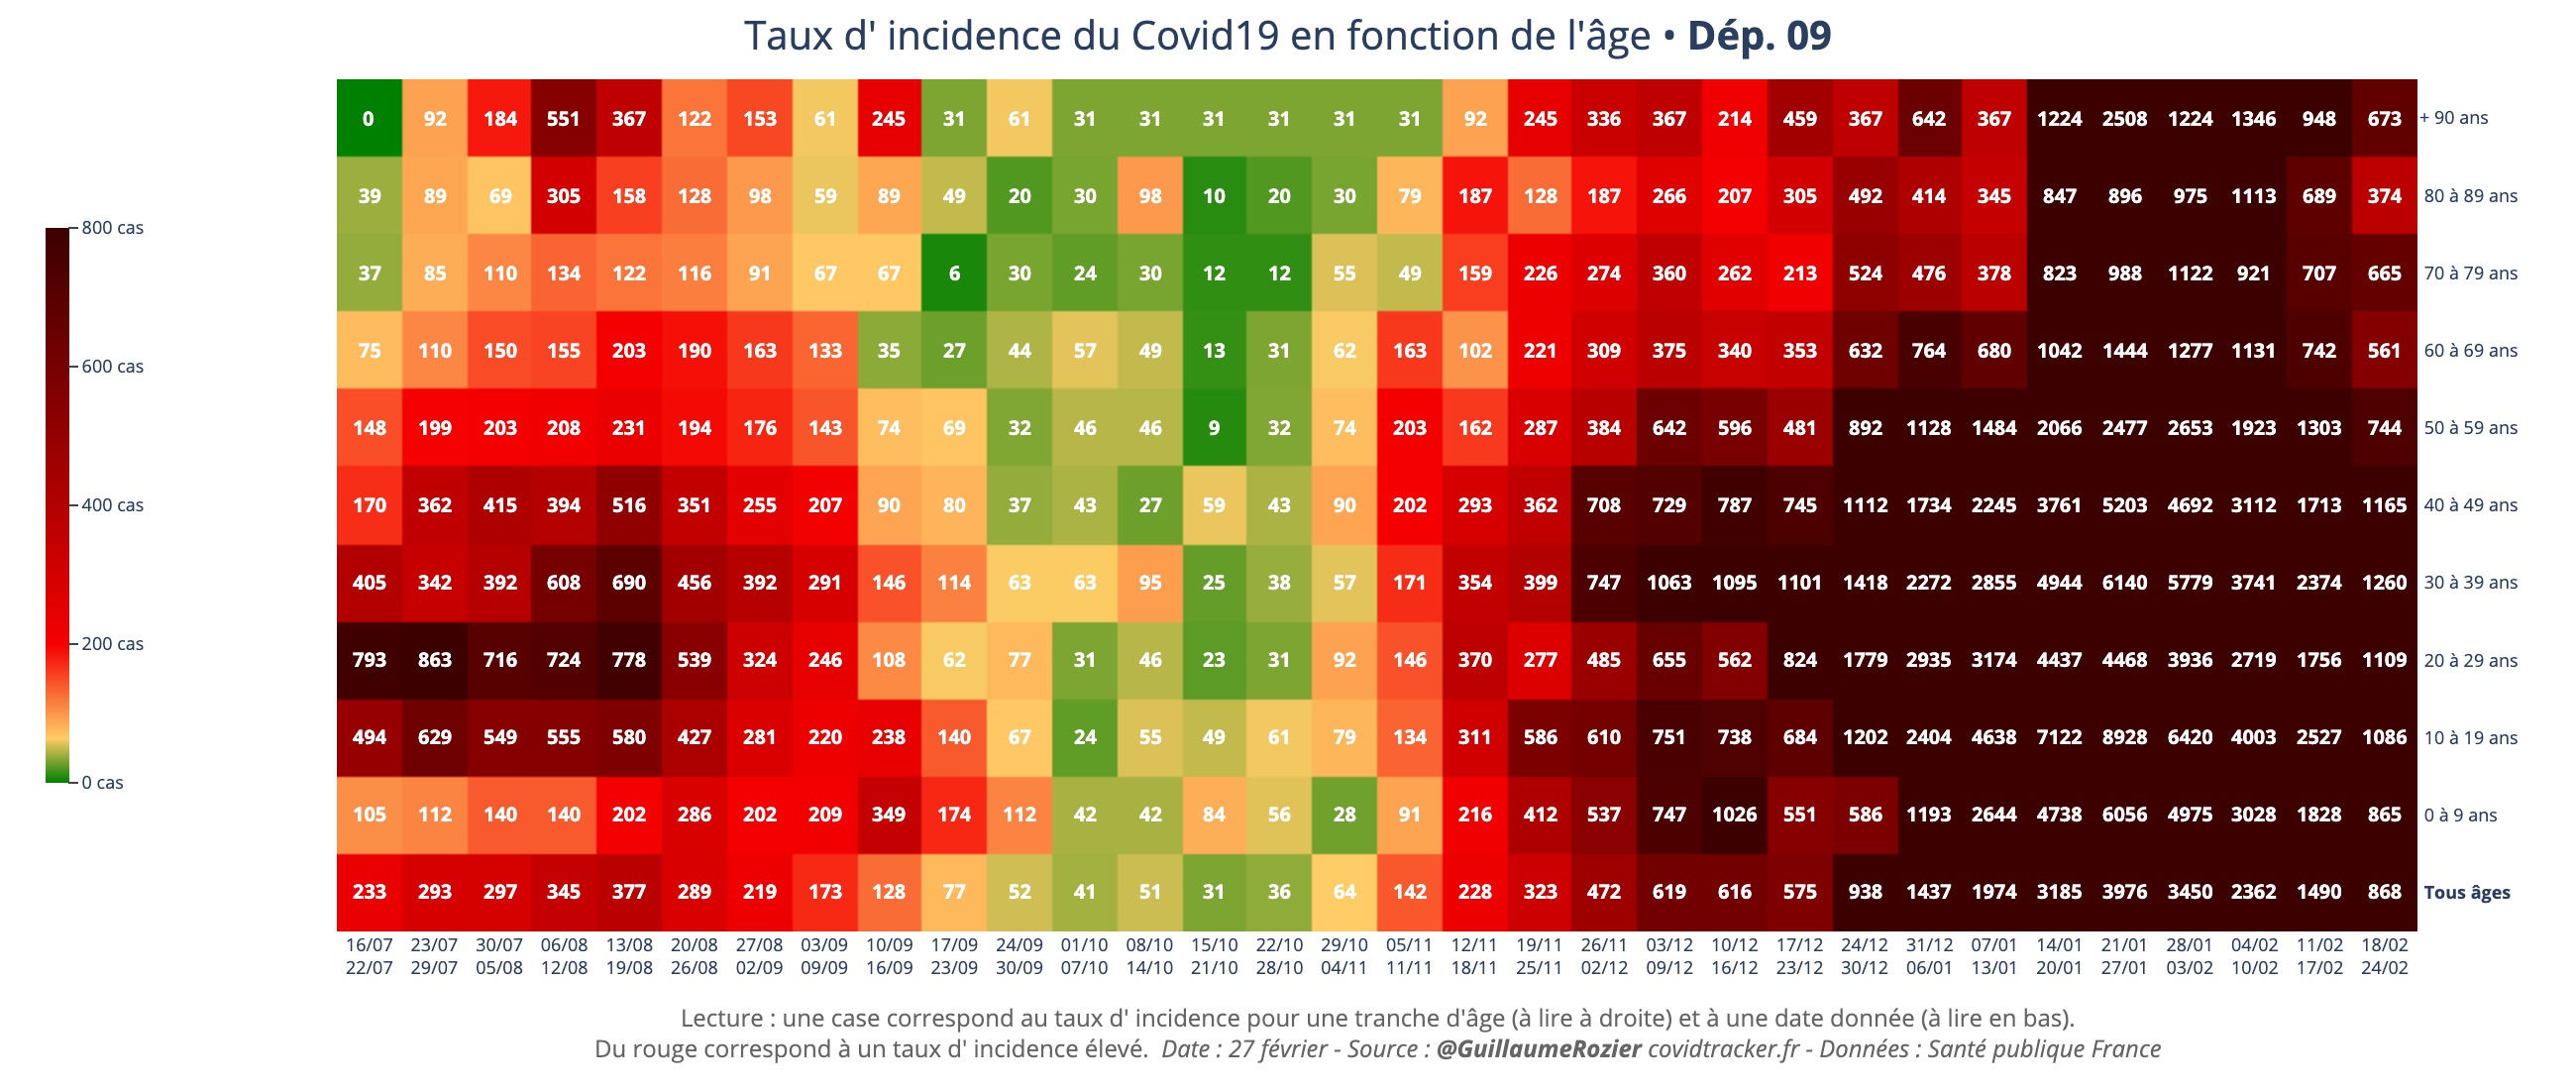 Taux d' incidence du Covid19 en fonction de l'âge • Dép. 09
800 cas
600 cas
400 cas
200 cas
0 cas
0 92 184 551 367 122 153 61 245 31 61 31 31 31 31 31 31 92 245 336 367 214 459 367 642 367 1224 2508 1224 1346 948 673 + 90 ans
39 89 69 305 158 128 98 59 89 49 20 30 98 10 20 30 79 187 128 187 266 207 305 492 414 345 847 896 975 1113 689 374 80 à 89 ans
37 85 110 134 122 116 91 67 67 6 30 24 30 12 12 55 49 159 226 274 360 262 213 524 476 378 823 988 1122 921 707 665 70 à 79 ans
75 110 150 155 203 190 163 133 35 27 44 57 49 13 31 62 163 102 221 309 375 340 353 632 764 680 1042 1444 1277 1131 742 561 60 à 69 ans
148 199 203 208 231 194 176 143 74 69 32 46 46 9 32 74 203 162 287 384 642 596 481 892 1128 1484 2066 2477 2653 1923 1303 744 50 à 59 ans
170 362 415 394 516 351 255 207 90 80 37 43 27 59 43 90 202 293 362 708 729 787 745 1112 1734 2245 3761 5203 4692 3112 1713 1165 40 à 49 ans
405 342 392 608 690 456 392 291 146 114 63 63 95 25 38 57 171 354 399 747 1063 1095 1101 1418 2272 2855 4944 6140 5779 3741 2374 1260 30 à 39 ans
793 863 716 724 778 539 324 246 108 62 77 31 46 23 31 92 146 370 277 485 655 562 824 1779 2935 3174 4437 4468 3936 2719 1756 1109 20 à 29 ans
494 629 549 555 580 427 281 220 238 140 67 24 55 49 61 79 134 311 586 610 751 738 684 1202 2404 4638 7122 8928 6420 4003 2527 1086 10 à 19 ans
105 112 140 140 202 286 202 209 349 174 112 42 42 84 56 28 91 216 412 537 747 1026 551 586 1193 2644 4738 6056 4975 3028 1828 865 0 à 9 ans
233 293 297 345 377 289 219 173 128 77 52 41 51 31 36 64 142 228 323 472 619 616 575 938 1437 1974 3185 3976 3450 2362 1490 868 Tous âges
16/07 23/07 30/07 06/08 13/08 20/08 27/08 03/09 10/09 17/09 24/09 01/10 08/10 15/10 22/10 29/10 05/11 12/11 19/11 26/11 03/12 10/12 17/12 24/12 31/12 07/01 14/01 21/01 28/01 04/02 11/02 18/02
22/07 29/07 05/08 12/08 19/08 26/08 02/09 09/09 16/09 23/09 30/09 07/10 14/10 21/10 28/10 04/11 11/11 18/11 25/11 02/12 09/12 16/12 23/12 30/12 06/01 13/01 20/01 27/01 03/02 10/02 17/02 24/02
Lecture : une case correspond au taux d' incidence pour une tranche d'âge (à lire à droite) et à une date donnée (à lire en bas).
Du rouge correspond à un taux d' incidence élevé. Date : 27 février - Source : @GuillaumeRozier covidtracker.fr - Données : Santé publique France